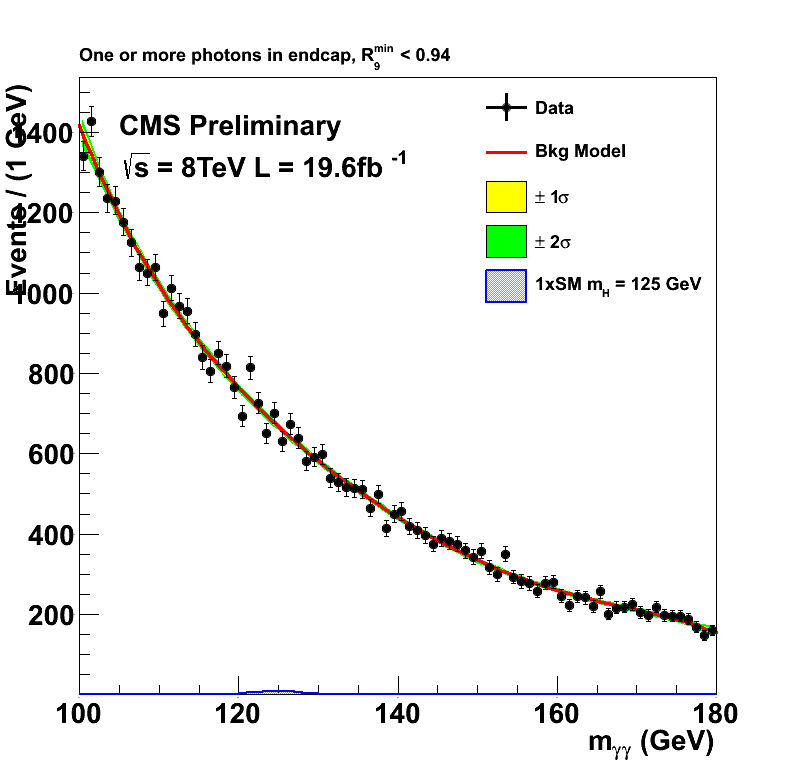 One or more photons in endcap, R₉ᵐⁱⁿ < 0.94
CMS Preliminary
√s = 8TeV L = 19.6fb ⁻¹
Data
Bkg Model
± 1σ
± 2σ
1xSM mH = 125 GeV
Events / (1 GeV)
1400
1200
1000
800
600
400
200
100 120 140 160 180
mγγ (GeV)